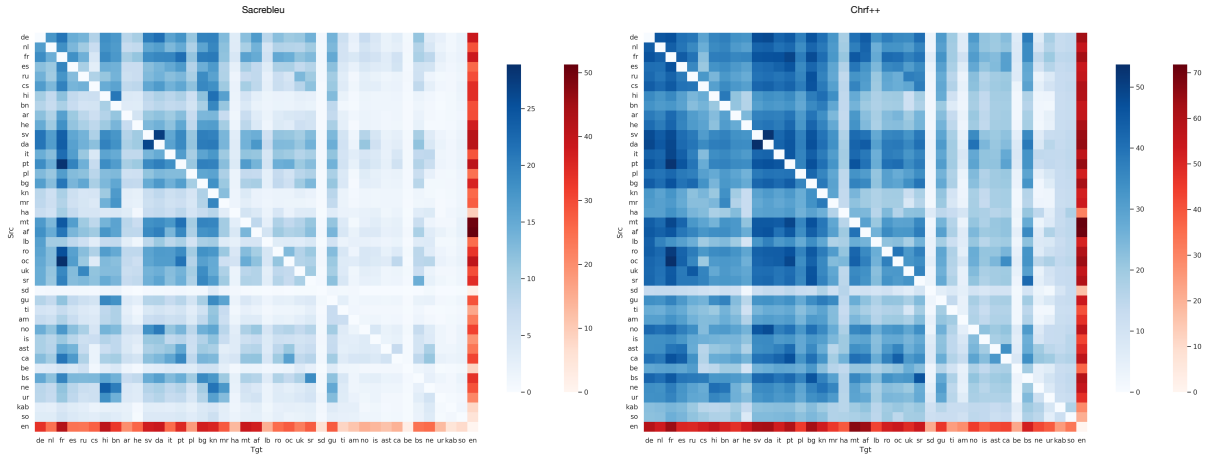 Sacrebleu
de
nl
fr
es
ru
cs
hi
bn
ar
he
sv
da
it
pt
pl
bg
kn
mr
ha
mt
af
lb
ro
oc
uk
sr
sd
gu
ti
am
no
is
ast
ca
be
bs
ne
ur
kab
so
en
Src
de nl fr es ru cs hi bn ar he sv da it pt pl bg kn mr ha mt af lb ro oc uk sr sd gu ti am no is ast ca be bs ne ur kab so en
Tgt
25
20
15
10
5
0
50
40
30
20
10
0
Chrf++
de
nl
fr
es
ru
cs
hi
bn
ar
he
sv
da
it
pt
pl
bg
kn
mr
ha
mt
af
lb
ro
oc
uk
sr
sd
gu
ti
am
no
is
ast
ca
be
bs
ne
ur
kab
so
en
Src
de nl fr es ru cs hi bn ar he sv da it pt pl bg kn mr ha mt af lb ro oc uk sr sd gu ti am no is ast ca be bs ne ur kab so en
Tgt
50
40
30
20
10
0
70
60
50
40
30
20
10
0